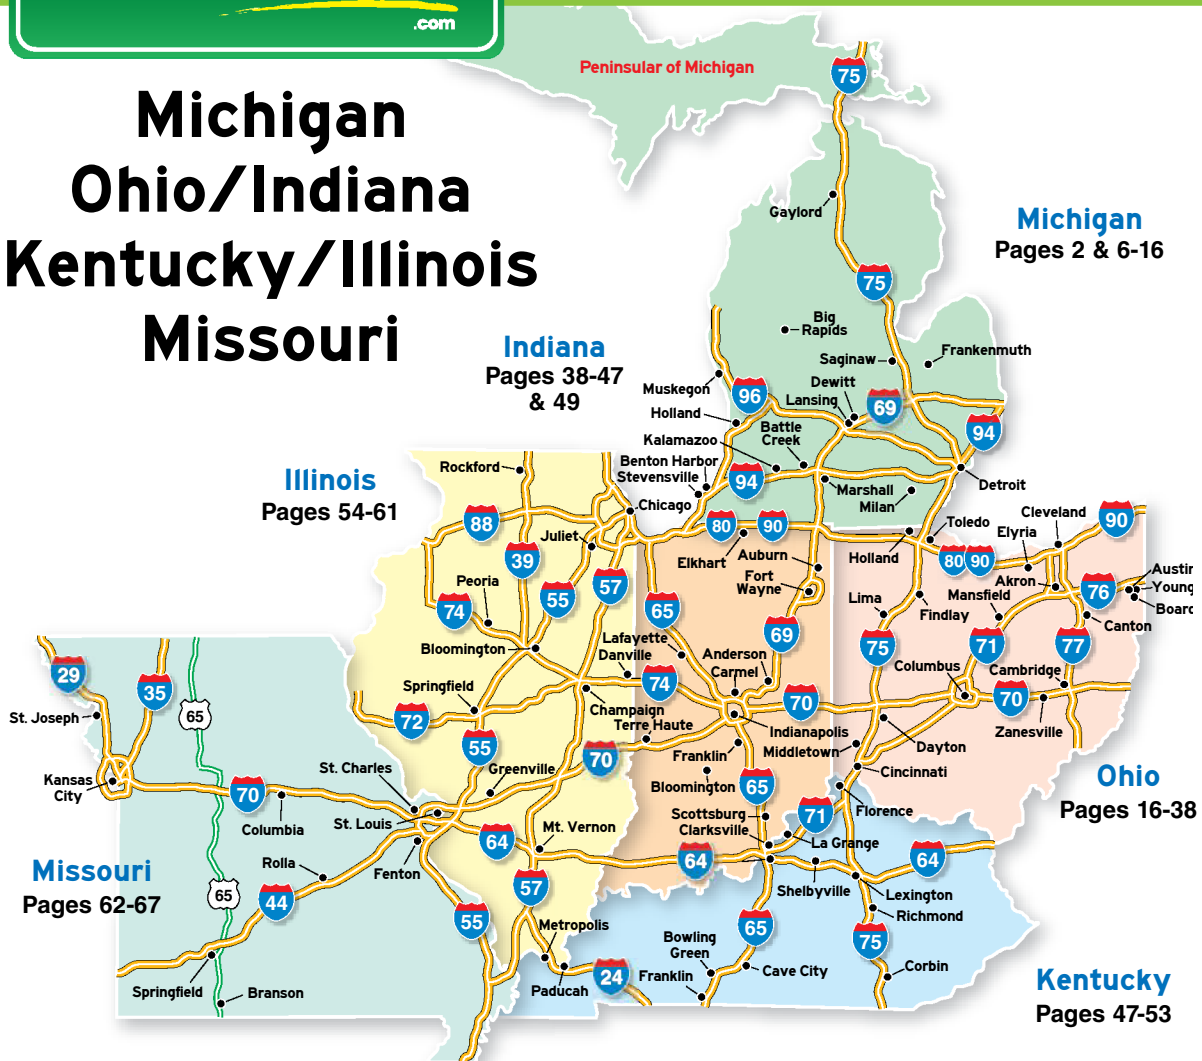 .com
Michigan
Ohio/Indiana
Kentucky/Illinois
Missouri
Peninsular of Michigan
75
Gaylord
Michigan
Pages 2 & 6-16
75
Big
Rapids
Saginaw
Frankenmuth
Indiana
Pages 38-47
& 49
Muskegon
96
Dewitt
Lansing
69
Holland
94
Battle
Creek
Kalamazoo
Benton Harbor
Stevensville
94
Marshall
Milan
Detroit
Illinois
Pages 54-61
Rockford
Chicago
88
Juliet
39
80
90
Elkhart
Auburn
Fort
Wayne
Holland
Toledo
80
90
Elyria
Cleveland
90
Akron
76
Austin
Young
Board
Canton
Mansfield
Findlay
Lima
Peoria
74
55
57
65
69
75
71
77
Bloomington
Lafayette
Danville
74
Anderson
Carmel
Columbus
Cambridge
70
70
Zanesville
29
35
65
St. Joseph
Springfield
72
55
Champaign
Terre Haute
Indianapolis
Middletown
Dayton
Kansas
City
70
Columbia
St. Charles
Greenville
70
Franklin
Bloomington
65
Cincinnati
Ohio
Pages 16-38
St. Louis
64
Mt. Vernon
Scottsburg
Clarksville
71
Florence
La Grange
64
64
Shelbyville
Lexington
Richmond
Missouri
Pages 62-67
Rolla
Fenton
65
44
55
57
Metropolis
Paducah
24
Bowling
Green
Franklin
65
Cave City
75
Corbin
Springfield
Branson
Kentucky
Pages 47-53